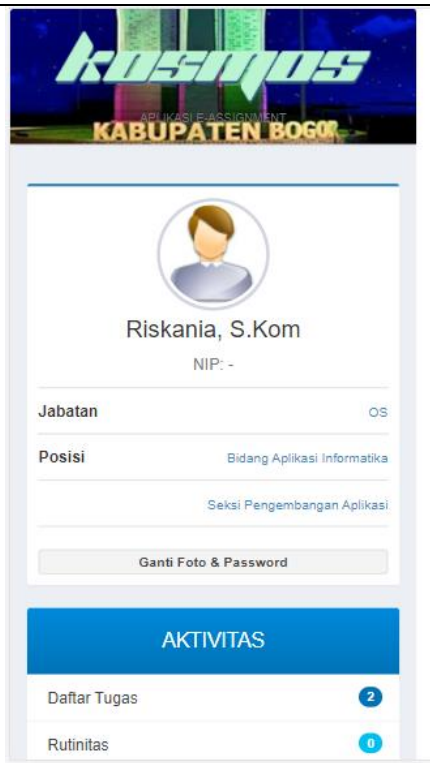 kosmos
APLIKASI E-ASSIGNMENT
KABUPATEN BOGOR
Riskania, S.Kom
NIP: -
Jabatan OS
Posisi Bidang Aplikasi Informatika
Seksi Pengembangan Aplikasi
Ganti Foto & Password
AKTIVITAS
Daftar Tugas 2
Rutinitas 0